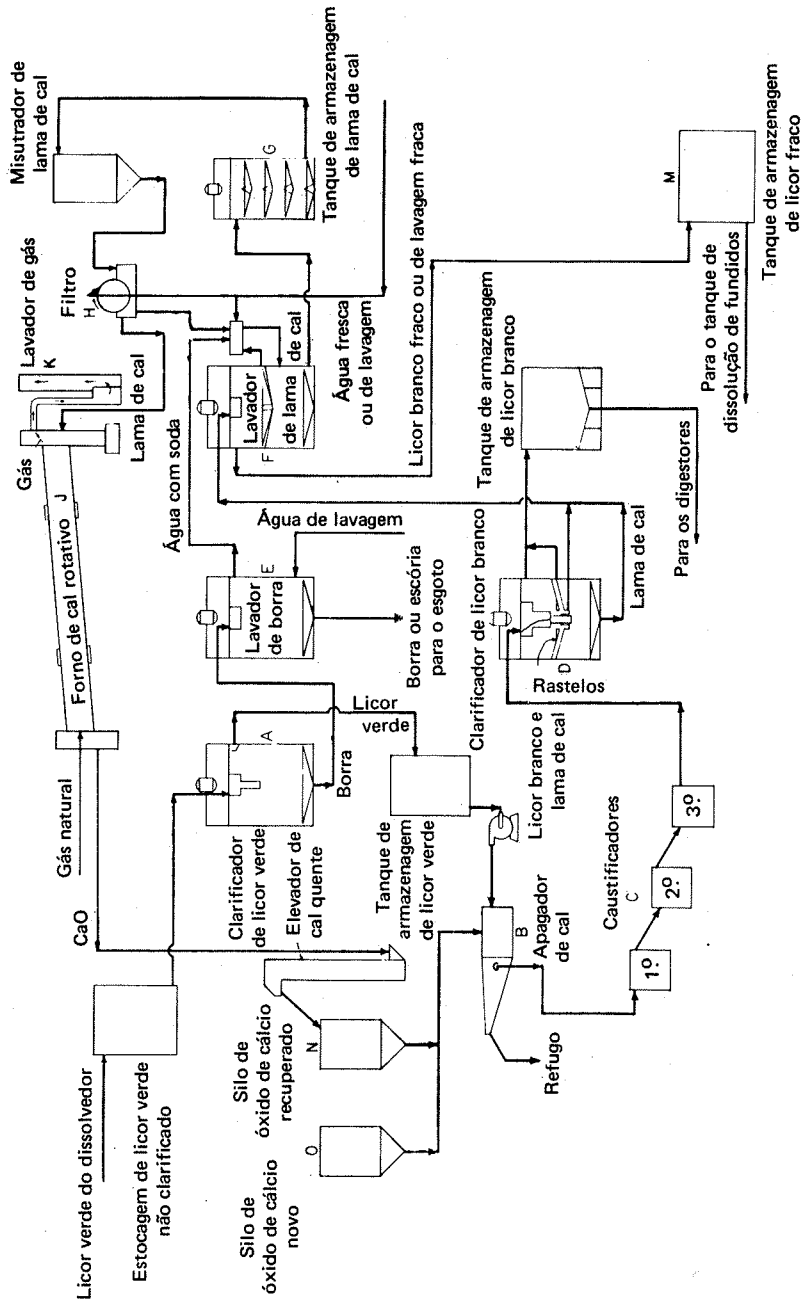 Licor verde do dissolvedor
Estocagem de licor verde
não clarificado
CaO
Gás natural
Forno de cal rotativo J
Gás
Lama de cal
Lavador de gás
K
Filtro
H
Misutrador de
lama de cal
Clarificador
de licor verde
A
Elevador de
cal quente
Borra
Licor
verde
Lavador
de borra
E
Água com soda
Água de lavagem
Borra ou escória
para o esgoto
Lavador
de lama
de cal
F
Água fresca
ou de lavagem
G
Tanque de armazenagem
de lama de cal
Licor branco fraco ou de lavagem fraca
Silo de
óxido de cálcio
novo
O
Silo de
óxido de cálcio
recuperado
N
Tanque de
armazenagem
de licor verde
B
Apagador
de cal
Refugo
Caustificadores
C
1º
2º
3º
Licor branco e
lama de cal
Clarificador de licor branco
D
Rastelos
Lama de cal
Tanque de armazenagem
de licor branco
Para os digestores
M
Para o tanque de
dissolução de fundidos
Tanque de armazenagem
de licor fraco